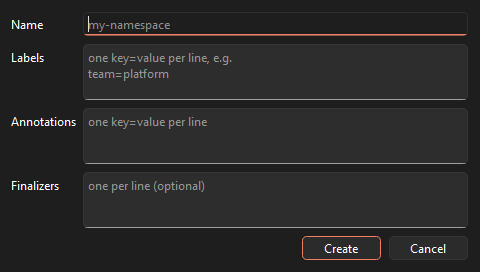 Name
my-namespace
Labels
one key=value per line, e.g.
team=platform
Annotations
one key=value per line
Finalizers
one per line (optional)
Create
Cancel